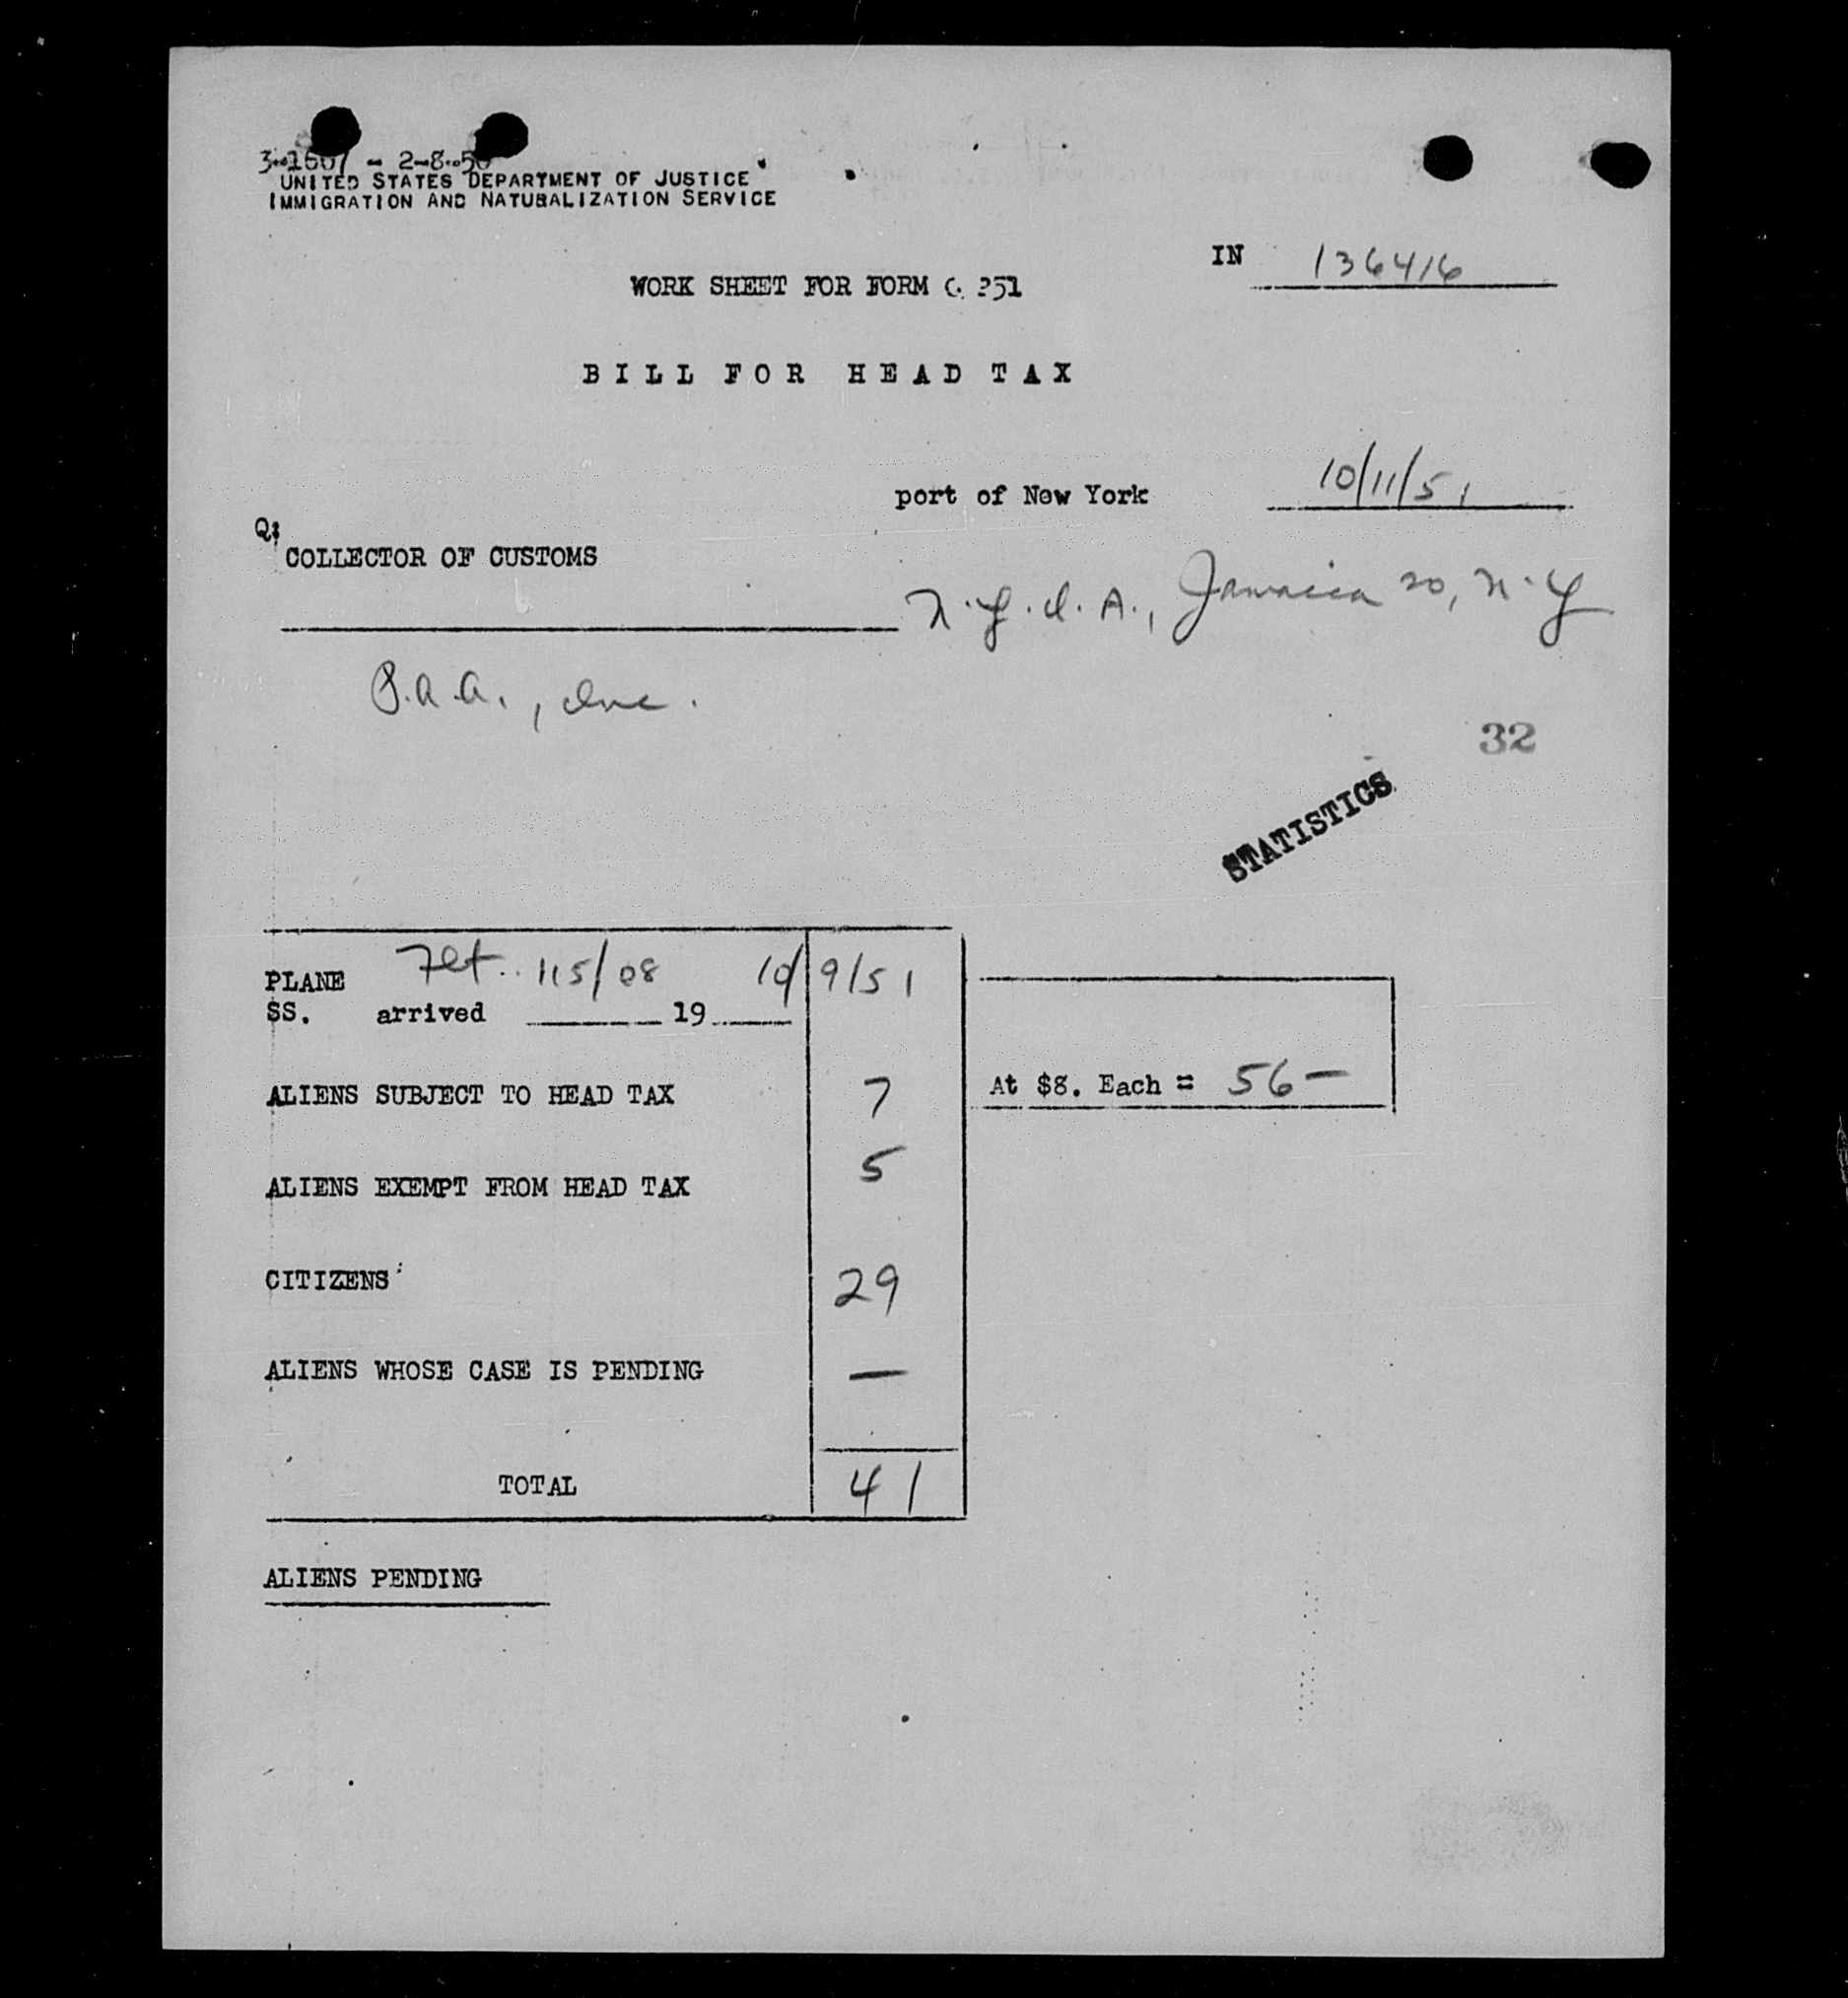 3-1607 - 2-8-50
UNITED STATES DEPARTMENT OF JUSTICE
IMMIGRATION AND NATURALIZATION SERVICE
IN 136416
WORK SHEET FOR FORM G. 251
BILL FOR HEAD TAX
port of New York 10/11/51
COLLECTOR OF CUSTOMS
N.Y.I.A., Jamaica 20, N.Y
P.A.A., Inc.
32
STATISTICS
PLANE Flt. 115/08 10/9/51
SS. arrived 19
ALIENS SUBJECT TO HEAD TAX 7 At $8. Each = 56-
ALIENS EXEMPT FROM HEAD TAX 5
CITIZENS 29
ALIENS WHOSE CASE IS PENDING —
TOTAL 41
ALIENS PENDING